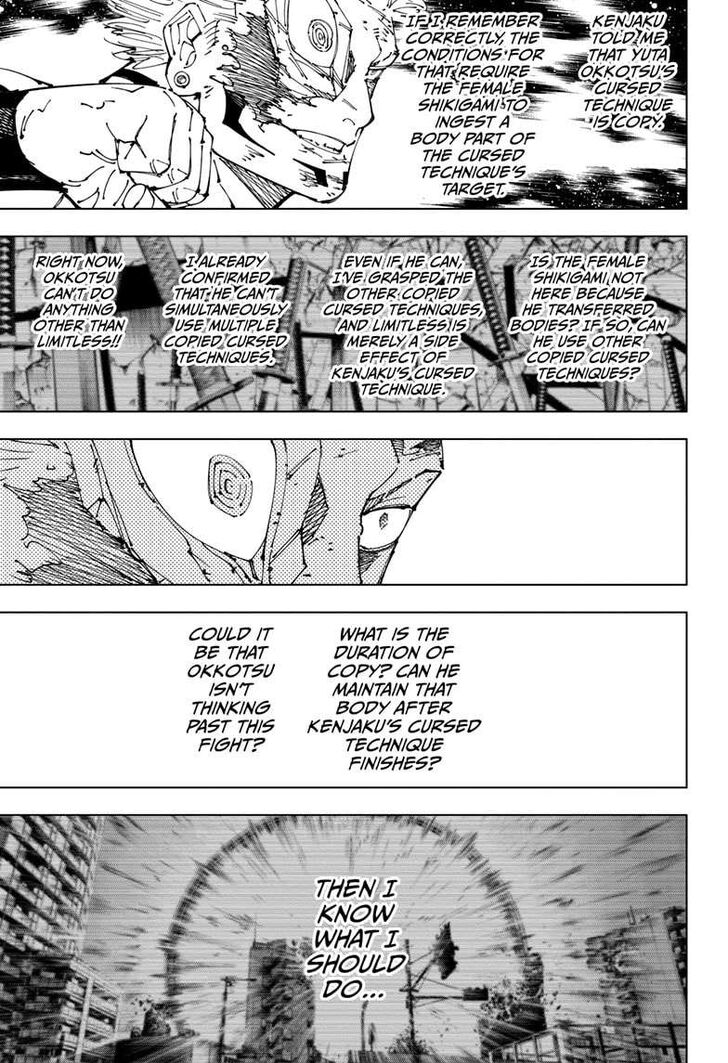 KENJAKU
TOLD ME
THAT YUTA
OKKOTSU'S
CURSED
TECHNIQUE
IS COPY.
IF I REMEMBER
CORRECTLY, THE
CONDITIONS FOR
THAT REQUIRE
THE FEMALE
SHIKIGAMI TO
INGEST A
BODY PART OF
THE CURSED
TECHNIQUE'S
TARGET.
IS THE FEMALE
SHIKIGAMI NOT
HERE BECAUSE
HE TRANSFERRED
BODIES? IF SO, CAN
HE USE OTHER
COPIED CURSED
TECHNIQUES?
EVEN IF HE CAN,
I'VE GRASPED THE
OTHER COPIED
CURSED TECHNIQUES,
AND LIMITLESS IS
MERELY A SIDE
EFFECT OF
KENJAKU'S CURSED
TECHNIQUE.
I ALREADY
CONFIRMED
THAT HE CAN'T
SIMULTANEOUSLY
USE MULTIPLE
COPIED CURSED
TECHNIQUES.
RIGHT NOW,
OKKOTSU
CAN'T DO
ANYTHING
OTHER THAN
LIMITLESS!!
WHAT IS THE
DURATION OF
COPY? CAN HE
MAINTAIN THAT
BODY AFTER
KENJAKU'S CURSED
TECHNIQUE
FINISHES?
COULD IT
BE THAT
OKKOTSU
ISN'T
THINKING
PAST THIS
FIGHT?
THEN I
KNOW
WHAT I
SHOULD
DO...